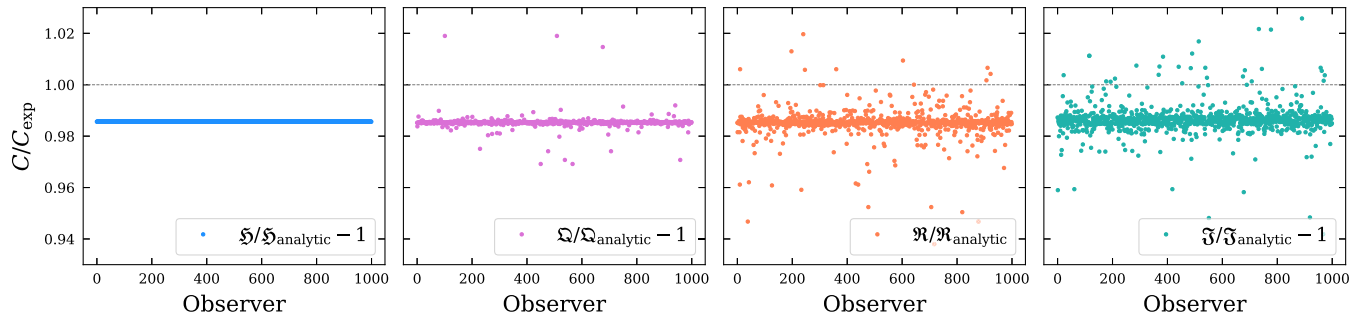 C/C_exp
1.02
1.00
0.98
0.96
0.94
ℌ/ℌ_analytic − 1
𝔔/𝔔_analytic − 1
ℜ/ℜ_analytic
𝔍/𝔍_analytic − 1
0 200 400 600 800 1000
0 200 400 600 800 1000
0 200 400 600 800 1000
0 200 400 600 800 1000
Observer
Observer
Observer
Observer